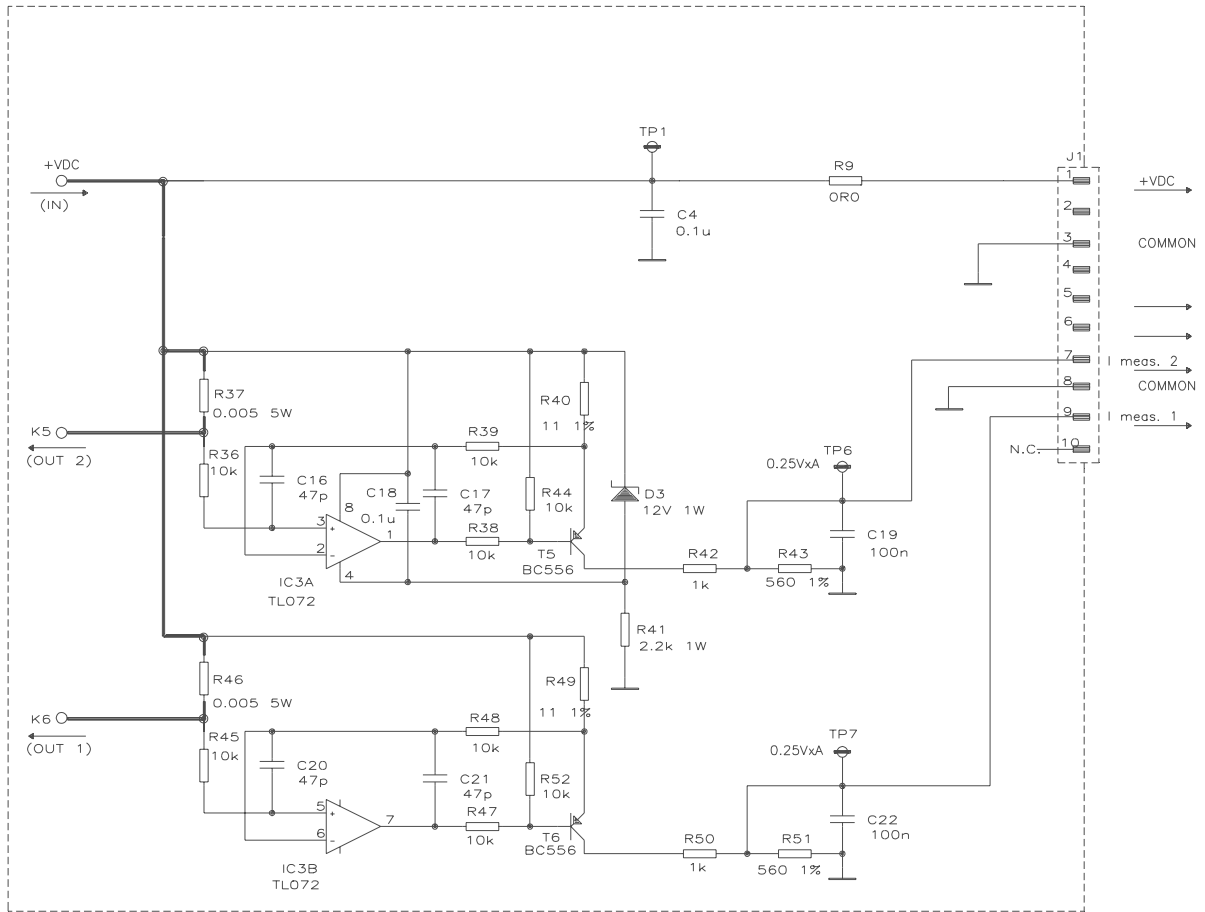 TP1
J1
+VDC
R9
1
+VDC
(IN)
0R0
2
C4
0.1u
3
COMMON
4
5
6
7
I meas. 2
R37
0.005 5W
R40
11 1%
8
COMMON
9
I meas. 1
K5
(OUT 2)
R36
10k
R39
10k
10
N.C.
TP6
0.25VxA
C16
47p
C18
0.1u
C17
47p
R44
10k
D3
12V 1W
8
3
+
1
2
-
4
R38
10k
C19
100n
T5
BC556
R42
1k
R43
560 1%
IC3A
TL072
R41
2.2k 1W
R46
0.005 5W
R49
11 1%
K6
(OUT 1)
R45
10k
R48
10k
TP7
0.25VxA
C20
47p
C21
47p
R52
10k
5
+
7
6
-
R47
10k
C22
100n
T6
BC556
R50
1k
R51
560 1%
IC3B
TL072